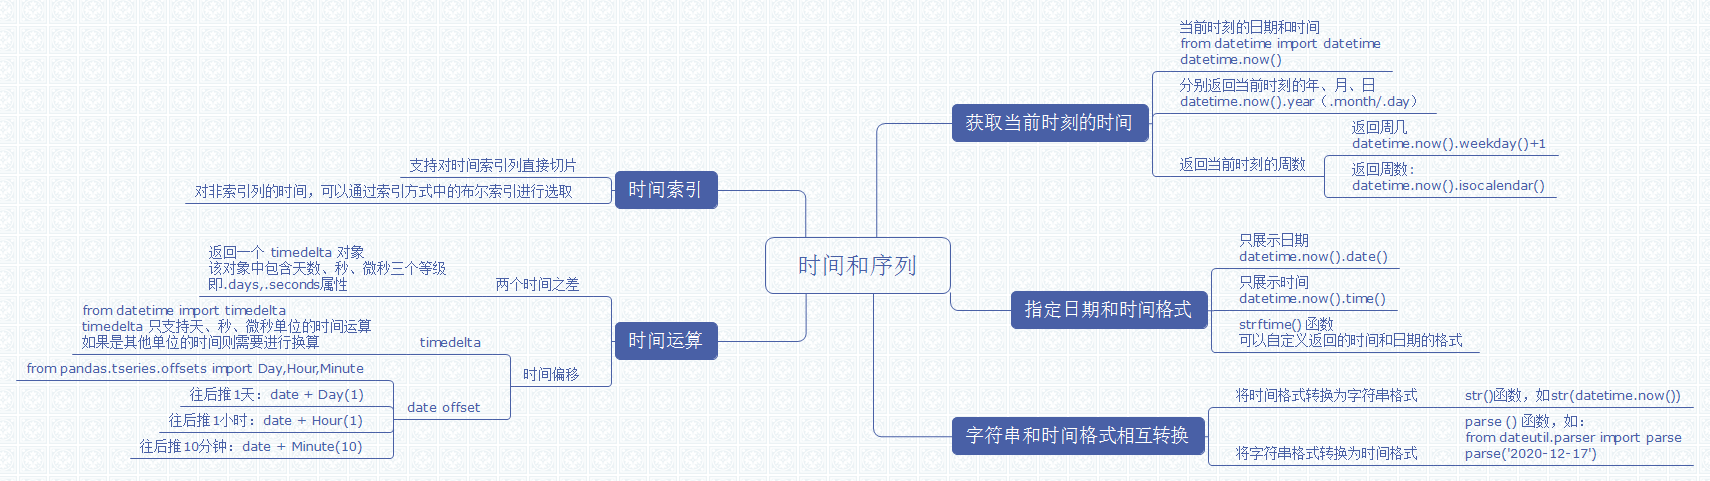 时间和序列
获取当前时刻的时间
当前时刻的日期和时间
from datetime import datetime
datetime.now()
分别返回当前时刻的年、月、日
datetime.now().year（.month/.day）
返回当前时刻的周数
返回周几
datetime.now().weekday()+1
返回周数：
datetime.now().isocalendar()
指定日期和时间格式
只展示日期
datetime.now().date()
只展示时间
datetime.now().time()
strftime() 函数
可以自定义返回的时间和日期的格式
字符串和时间格式相互转换
将时间格式转换为字符串格式
str()函数，如str(datetime.now())
将字符串格式转换为时间格式
parse () 函数，如：
from dateutil.parser import parse
parse('2020-12-17')
时间索引
支持对时间索引列直接切片
对非索引列的时间，可以通过索引方式中的布尔索引进行选取
时间运算
两个时间之差
返回一个 timedelta 对象
该对象中包含天数、秒、微秒三个等级
即.days,.seconds属性
时间偏移
timedelta
from datetime import timedelta
timedelta 只支持天、秒、微秒单位的时间运算
如果是其他单位的时间则需要进行换算
date offset
from pandas.tseries.offsets import Day,Hour,Minute
往后推1天：date + Day(1)
往后推1小时：date + Hour(1)
往后推10分钟：date + Minute(10)